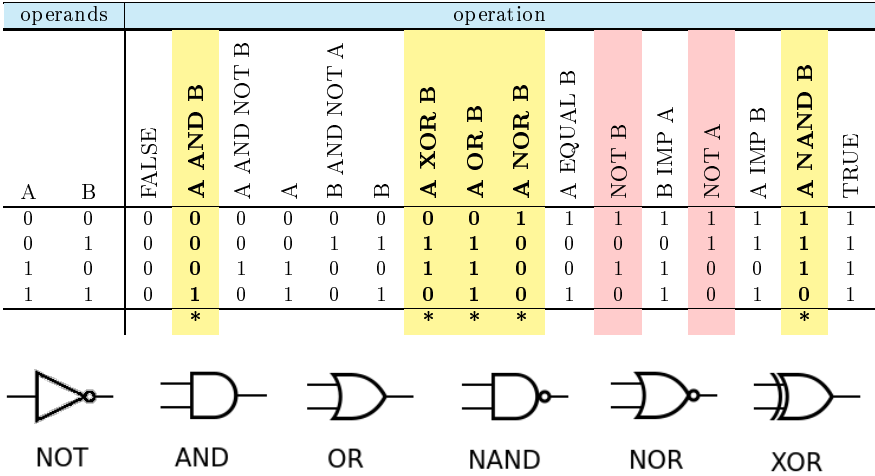 operands operation
A B FALSE A AND B A AND NOT B A B AND NOT A B A XOR B A OR B A NOR B A EQUAL B NOT B B IMP A NOT A A IMP B A NAND B TRUE
0 0 0 0 0 0 0 0 0 0 1 1 1 1 1 1 1 1
0 1 0 0 0 0 1 1 1 1 0 0 0 0 1 1 1 1
1 0 0 0 1 1 0 0 1 1 0 0 1 1 0 0 1 1
1 1 0 1 0 1 0 1 0 1 0 1 0 1 0 1 0 1
* * * * *
NOT AND OR NAND NOR XOR